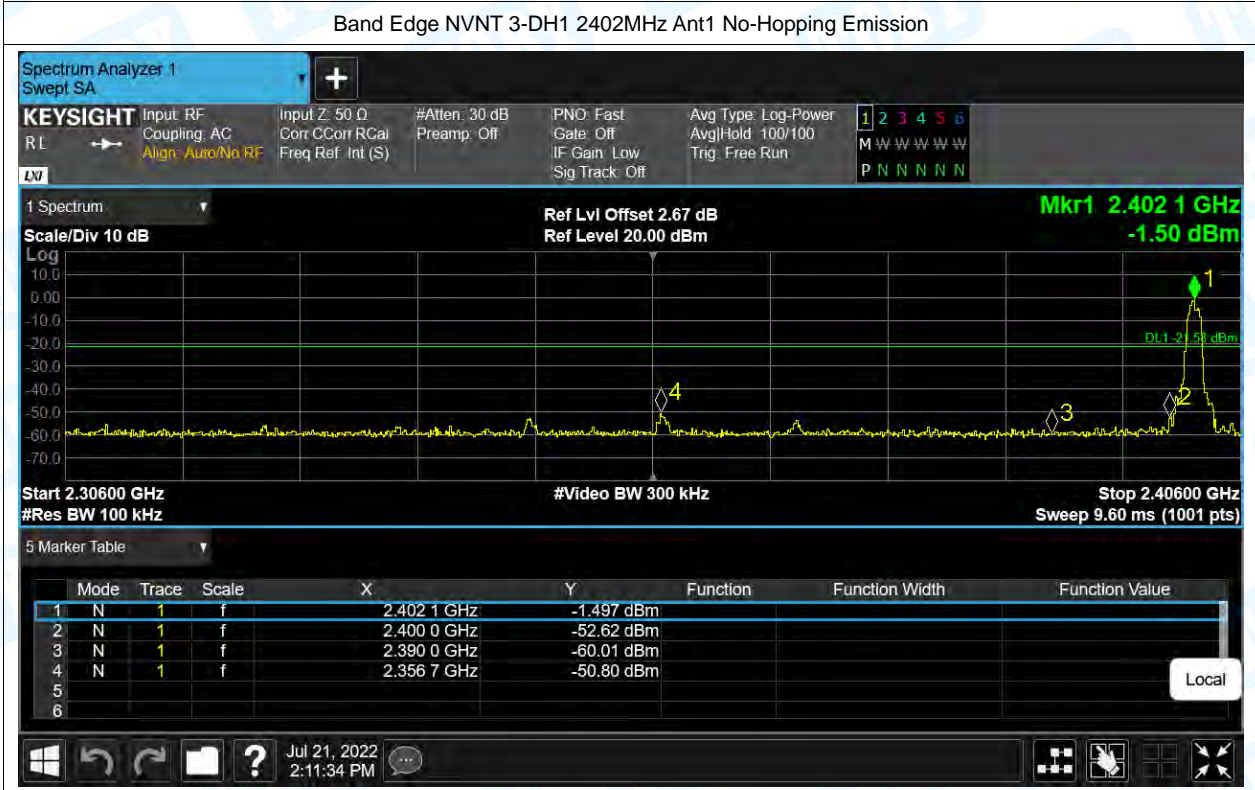 Band Edge NVNT 3-DH1 2402MHz Ant1 No-Hopping Emission
Spectrum Analyzer 1
Swept SA
+
KEYSIGHT Input: RF Input Z: 50 Ω #Atten: 30 dB PNO: Fast Avg Type: Log-Power 1 2 3 4 5 6
RL Coupling: AC Corr CCorr RCal Preamp: Off Gate: Off Avg|Hold: 100/100 M W W W W W
Align: Auto/No RF Freq Ref: Int (S) IF Gain: Low Trig: Free Run
LXI Sig Track: Off P N N N N N
1 Spectrum Ref Lvl Offset 2.67 dB Mkr1 2.402 1 GHz
Scale/Div 10 dB Ref Level 20.00 dBm -1.50 dBm
Log
10.0
0.00
-10.0
-20.0
-30.0
-40.0
-50.0
-60.0
-70.0
1
DL1 -21.58 dBm
4
2
3
Start 2.30600 GHz #Video BW 300 kHz Stop 2.40600 GHz
#Res BW 100 kHz Sweep 9.60 ms (1001 pts)
5 Marker Table
Mode Trace Scale X Y Function Function Width Function Value
1 N 1 f 2.402 1 GHz -1.497 dBm
2 N 1 f 2.400 0 GHz -52.62 dBm
3 N 1 f 2.390 0 GHz -60.01 dBm
4 N 1 f 2.356 7 GHz -50.80 dBm
5
6
Local
? Jul 21, 2022
2:11:34 PM